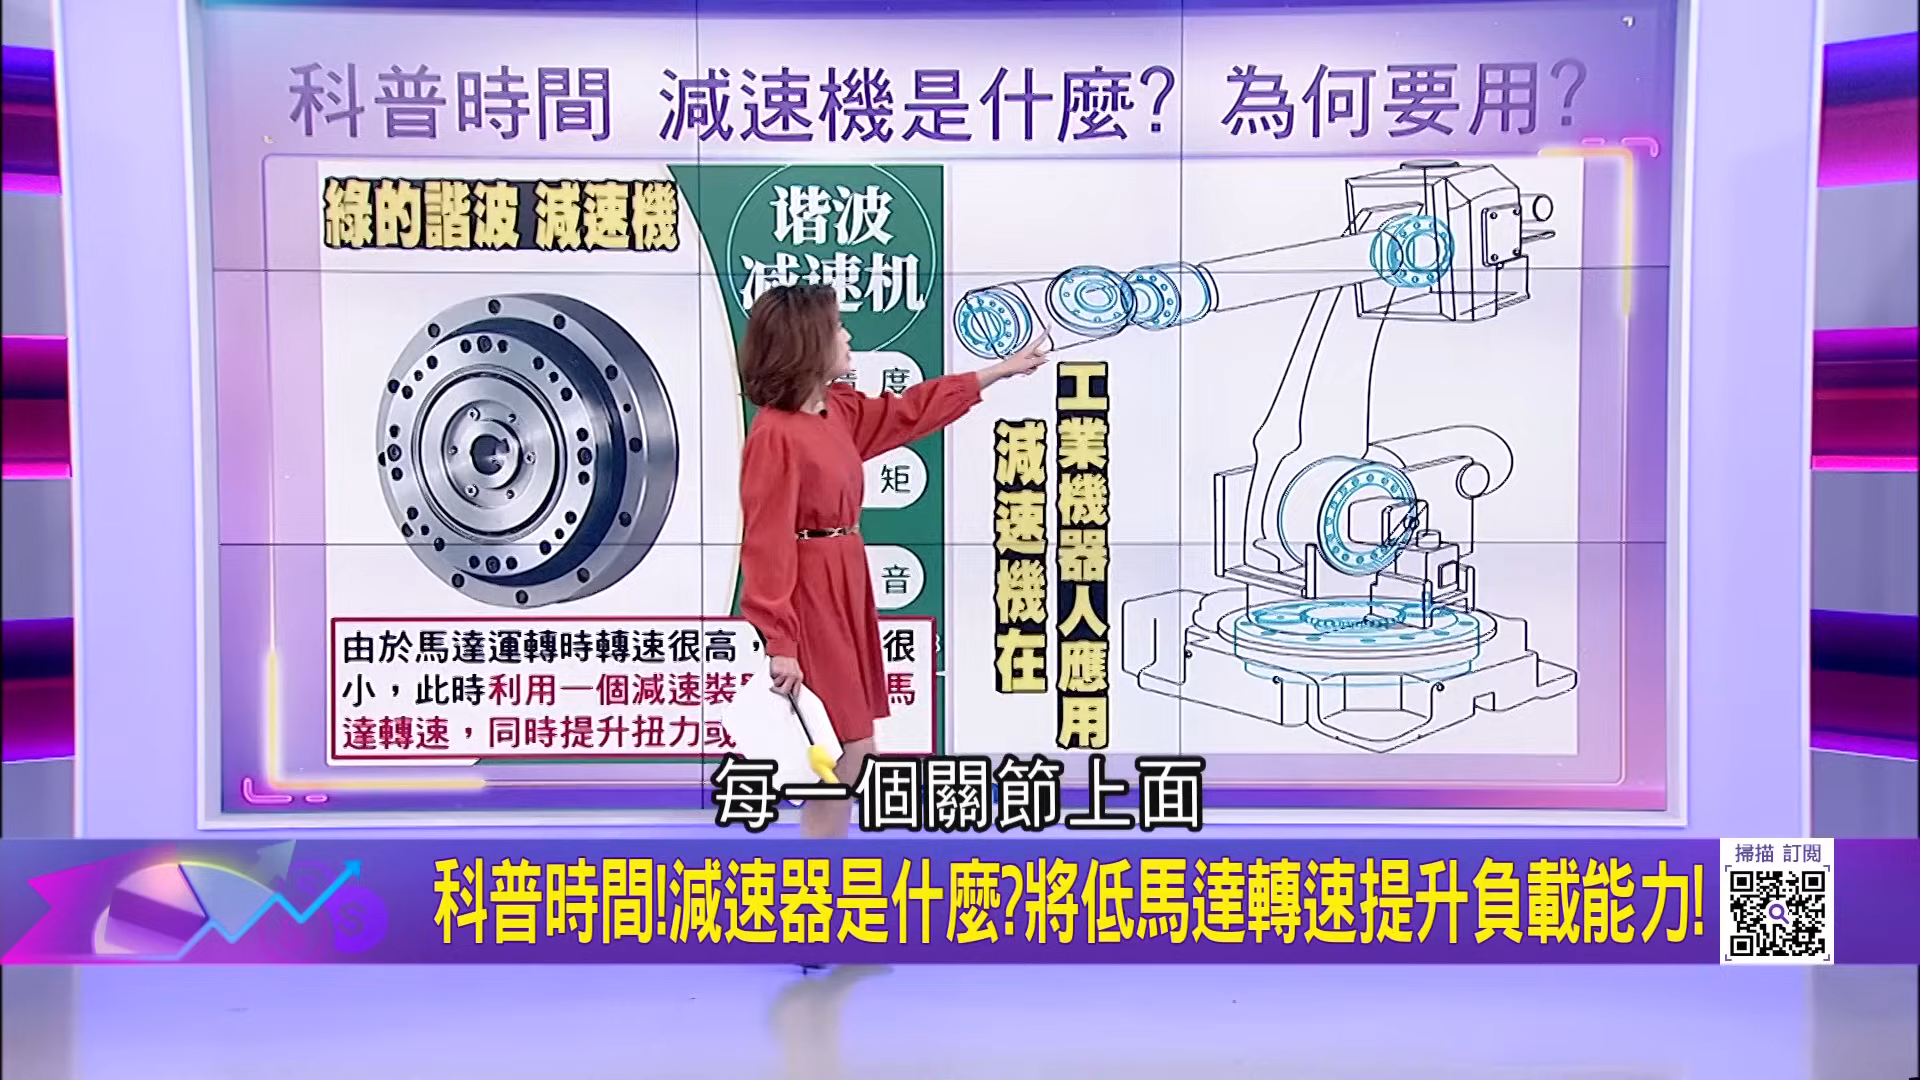 科普時間 減速機是什麼? 為何要用?
綠的諧波 減速機
谐波
减速机
度
矩
音
由於馬達運轉時轉速很高，
很
小，此時利用一個減速裝
馬
達轉速，同時提升扭力或
減速機在
工業機器人應用
每一個關節上面
科普時間!減速器是什麼?將低馬達轉速提升負載能力!
掃描 訂閱